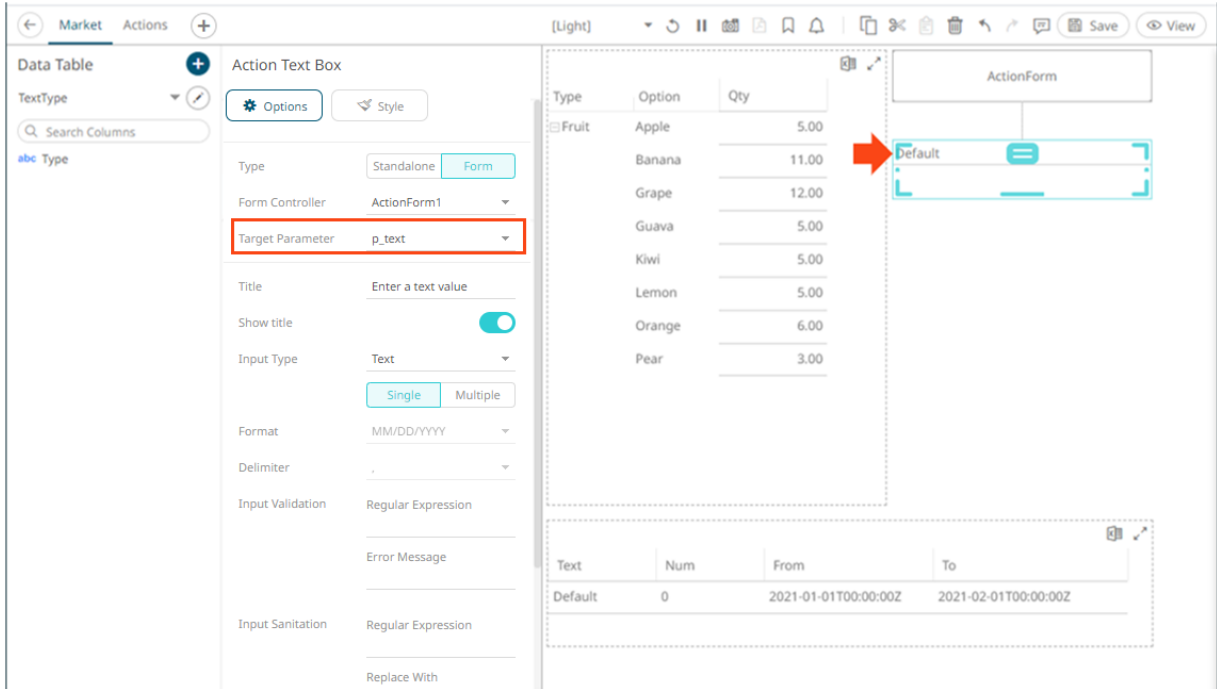 Market Actions [Light] Save View
Data Table
TextType
Search Columns
abc Type
Action Text Box
Options Style
Type Standalone Form
Form Controller ActionForm1
Target Parameter p_text
Title Enter a text value
Show title
Input Type Text
Single Multiple
Format MM/DD/YYYY
Delimiter ,
Input Validation Regular Expression
Error Message
Input Sanitation Regular Expression
Replace With
Type Option Qty
Fruit Apple 5.00
Banana 11.00
Grape 12.00
Guava 5.00
Kiwi 5.00
Lemon 5.00
Orange 6.00
Pear 3.00
ActionForm
Default
Text Num From To
Default 0 2021-01-01T00:00:00Z 2021-02-01T00:00:00Z